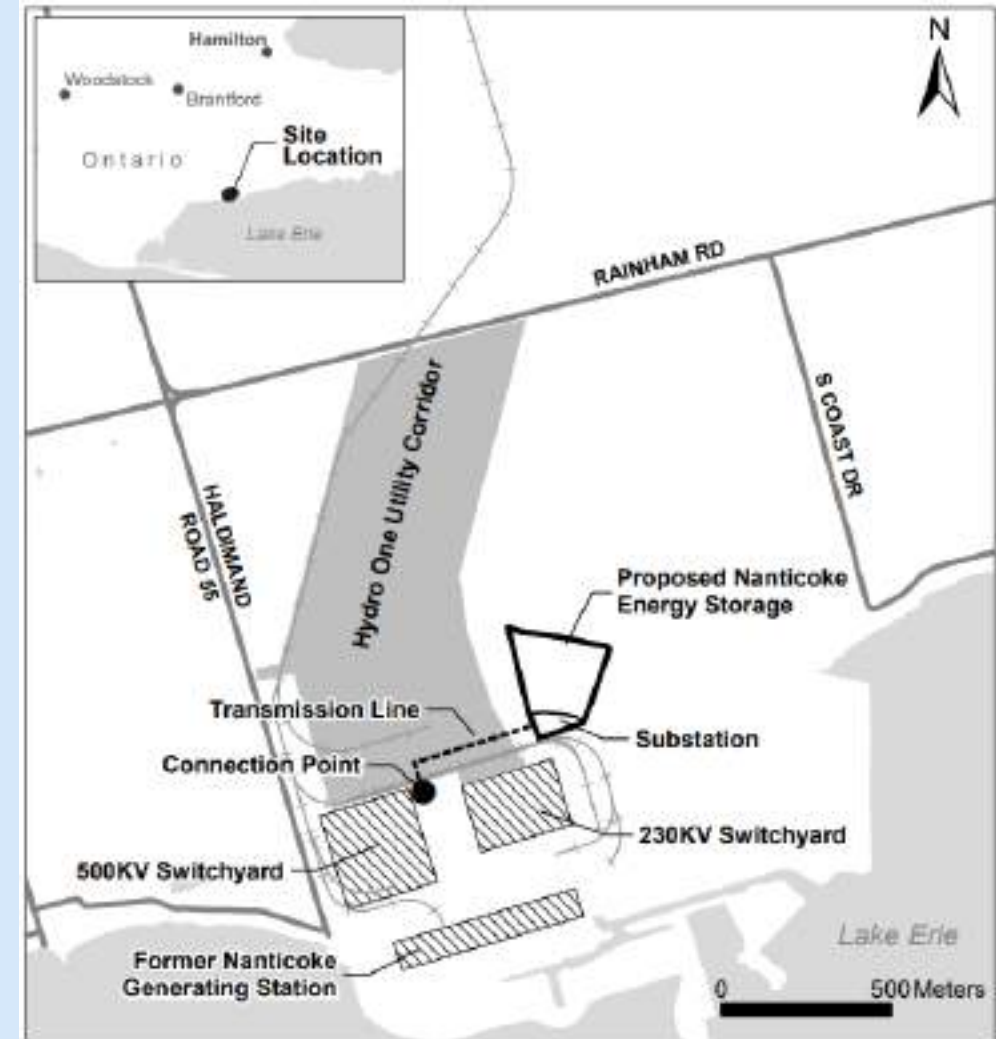 Hamilton
Woodstock
Brantford
Site
Location
Ontario
Lake Erie
N
RAINHAM RD
S COAST DR
Hydro One Utility Corridor
HALDIMAND
ROAD 55
Proposed Nanticoke
Energy Storage
Transmission Line
Substation
Connection Point
230KV Switchyard
500KV Switchyard
Lake Erie
Former Nanticoke
Generating Station
0 500 Meters